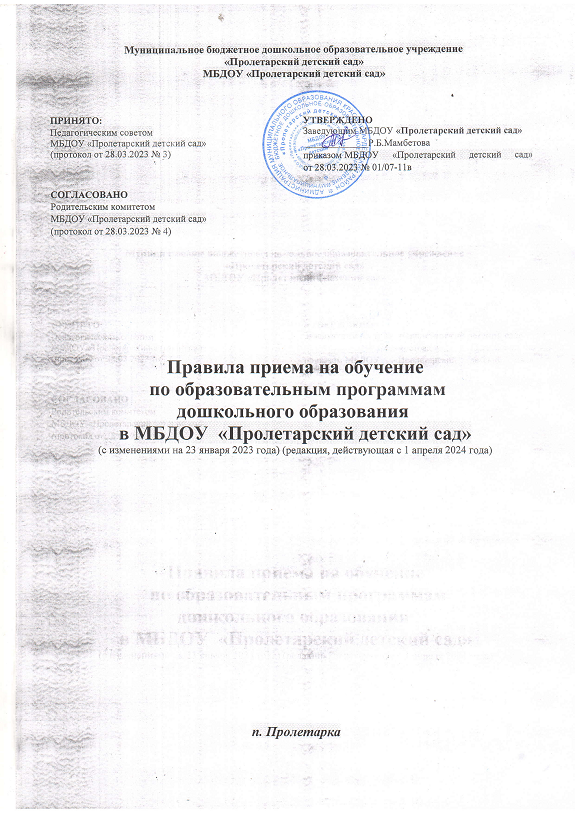 Муниципальное бюджетное дошкольное образовательное учреждение
«Пролетарский детский сад»
МБДОУ «Пролетарский детский сад»
ПРИНЯТО:
Педагогическим советом
МБДОУ «Пролетарский детский сад»
(протокол от 28.03.2023 № 3)
УТВЕРЖДЕНО
Заведующим МБДОУ «Пролетарский детский сад»
Р.Б.Мамбетова
приказом МБДОУ «Пролетарский детский сад»
от 28.03.2023 № 01/07-11в
СОГЛАСОВАНО
Родительским комитетом
МБДОУ «Пролетарский детский сад»
(протокол от 28.03.2023 № 4)
Правила приема на обучение
по образовательным программам
дошкольного образования
в МБДОУ «Пролетарский детский сад»
(с изменениями на 23 января 2023 года) (редакция, действующая с 1 апреля 2024 года)
п. Пролетарка